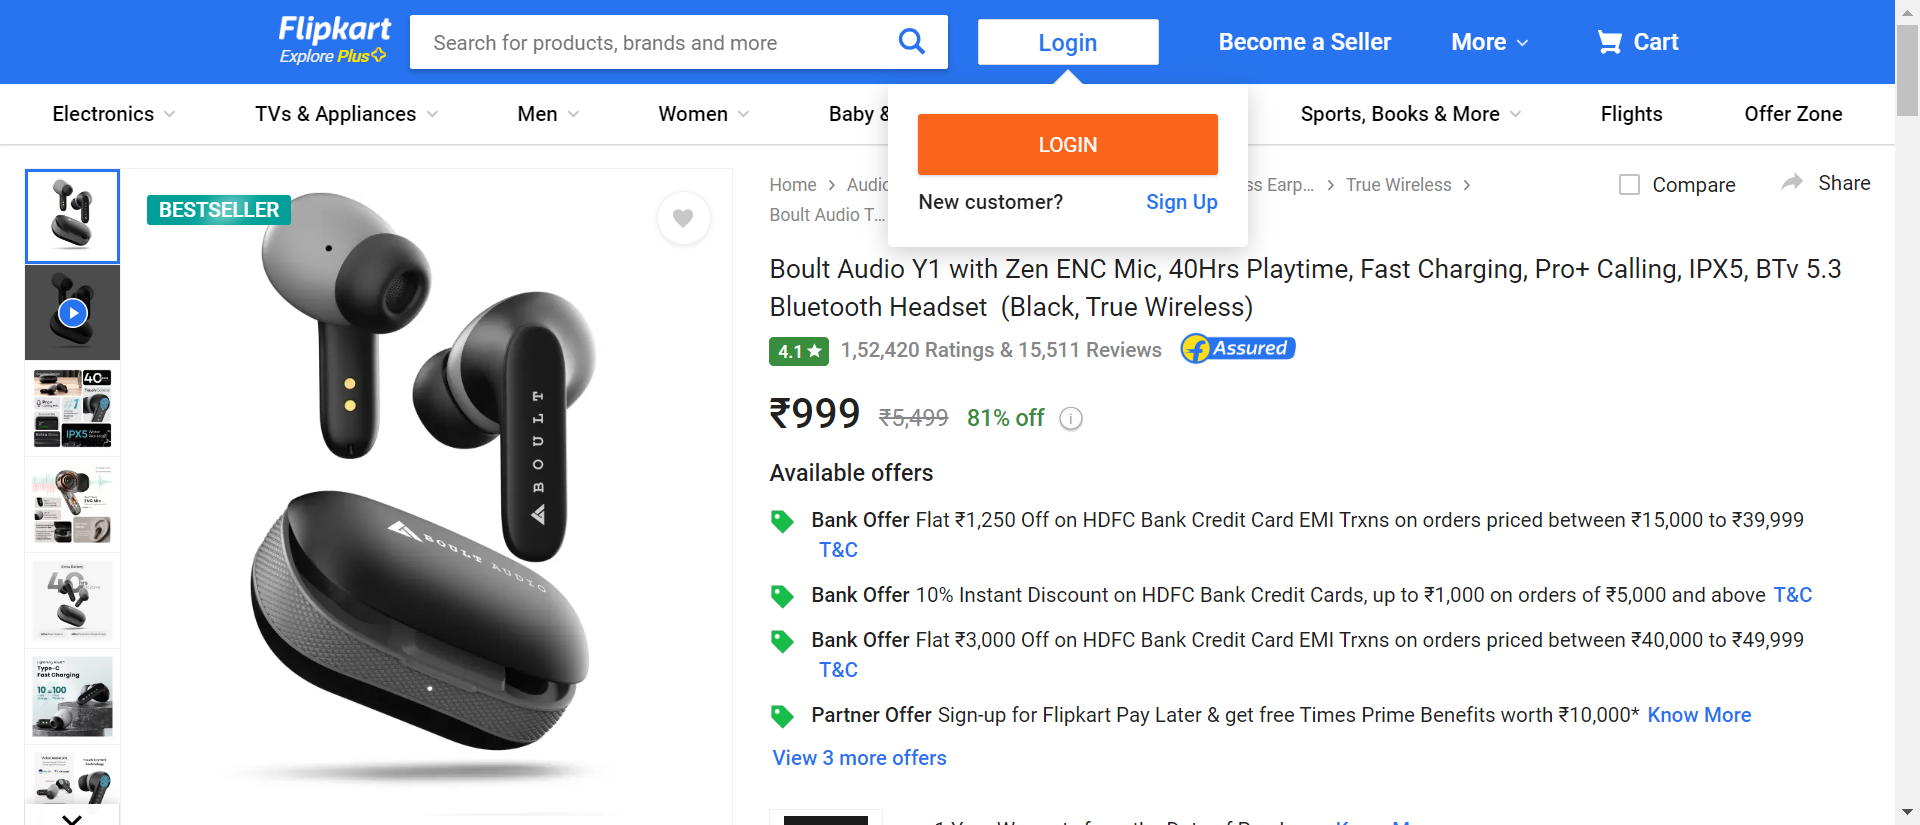 Flipkart
Explore Plus
Search for products, brands and more
Login
Become a Seller
More
Cart
Electronics
TVs & Appliances
Men
Women
Baby &
Sports, Books & More
Flights
Offer Zone
LOGIN
New customer?
Sign Up
BESTSELLER
Home
True Wireless
Boult Audio T...
Compare
Share
BOULT
BOULT AUDIO
Boult Audio Y1 with Zen ENC Mic, 40Hrs Playtime, Fast Charging, Pro+ Calling, IPX5, BTv 5.3
Bluetooth Headset (Black, True Wireless)
4.1
1,52,420 Ratings & 15,511 Reviews
Assured
₹999
₹5,499
81% off
Available offers
Bank Offer Flat ₹1,250 Off on HDFC Bank Credit Card EMI Trxns on orders priced between ₹15,000 to ₹39,999
T&C
Bank Offer 10% Instant Discount on HDFC Bank Credit Cards, up to ₹1,000 on orders of ₹5,000 and above T&C
Bank Offer Flat ₹3,000 Off on HDFC Bank Credit Card EMI Trxns on orders priced between ₹40,000 to ₹49,999
T&C
Partner Offer Sign-up for Flipkart Pay Later & get free Times Prime Benefits worth ₹10,000* Know More
View 3 more offers
40
IPX5
Type-C
Fast Charging